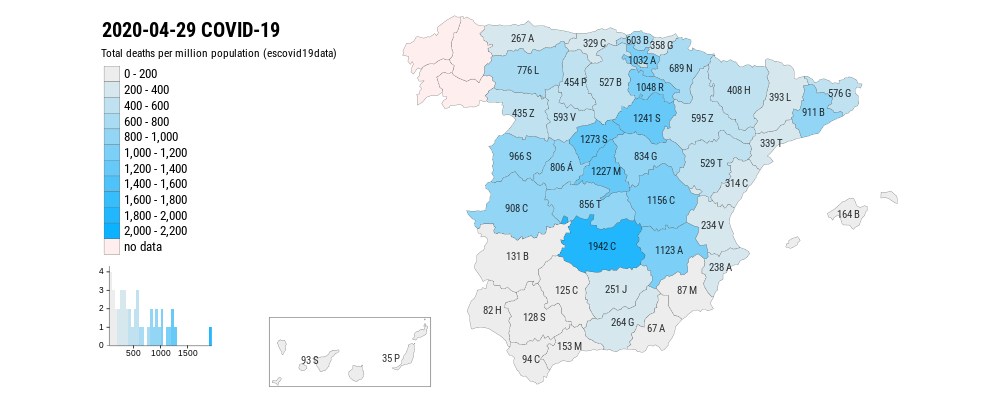 2020-04-29 COVID-19
Total deaths per million population (escovid19data)
0 - 200
200 - 400
400 - 600
600 - 800
800 - 1,000
1,000 - 1,200
1,200 - 1,400
1,400 - 1,600
1,600 - 1,800
1,800 - 2,000
2,000 - 2,200
no data
4
3
2
1
0
500 1000 1500
267 A
329 C
603 B
358 G
1032 A
689 N
776 L
454 P
527 B
1048 R
408 H
393 L
576 G
911 B
435 Z
593 V
1241 S
595 Z
339 T
1273 S
966 S
806 Á
1227 M
834 G
529 T
314 C
908 C
856 T
1156 C
164 B
234 V
1942 C
1123 A
131 B
238 A
125 C
251 J
87 M
82 H
128 S
264 G
67 A
153 M
94 C
93 S
35 P